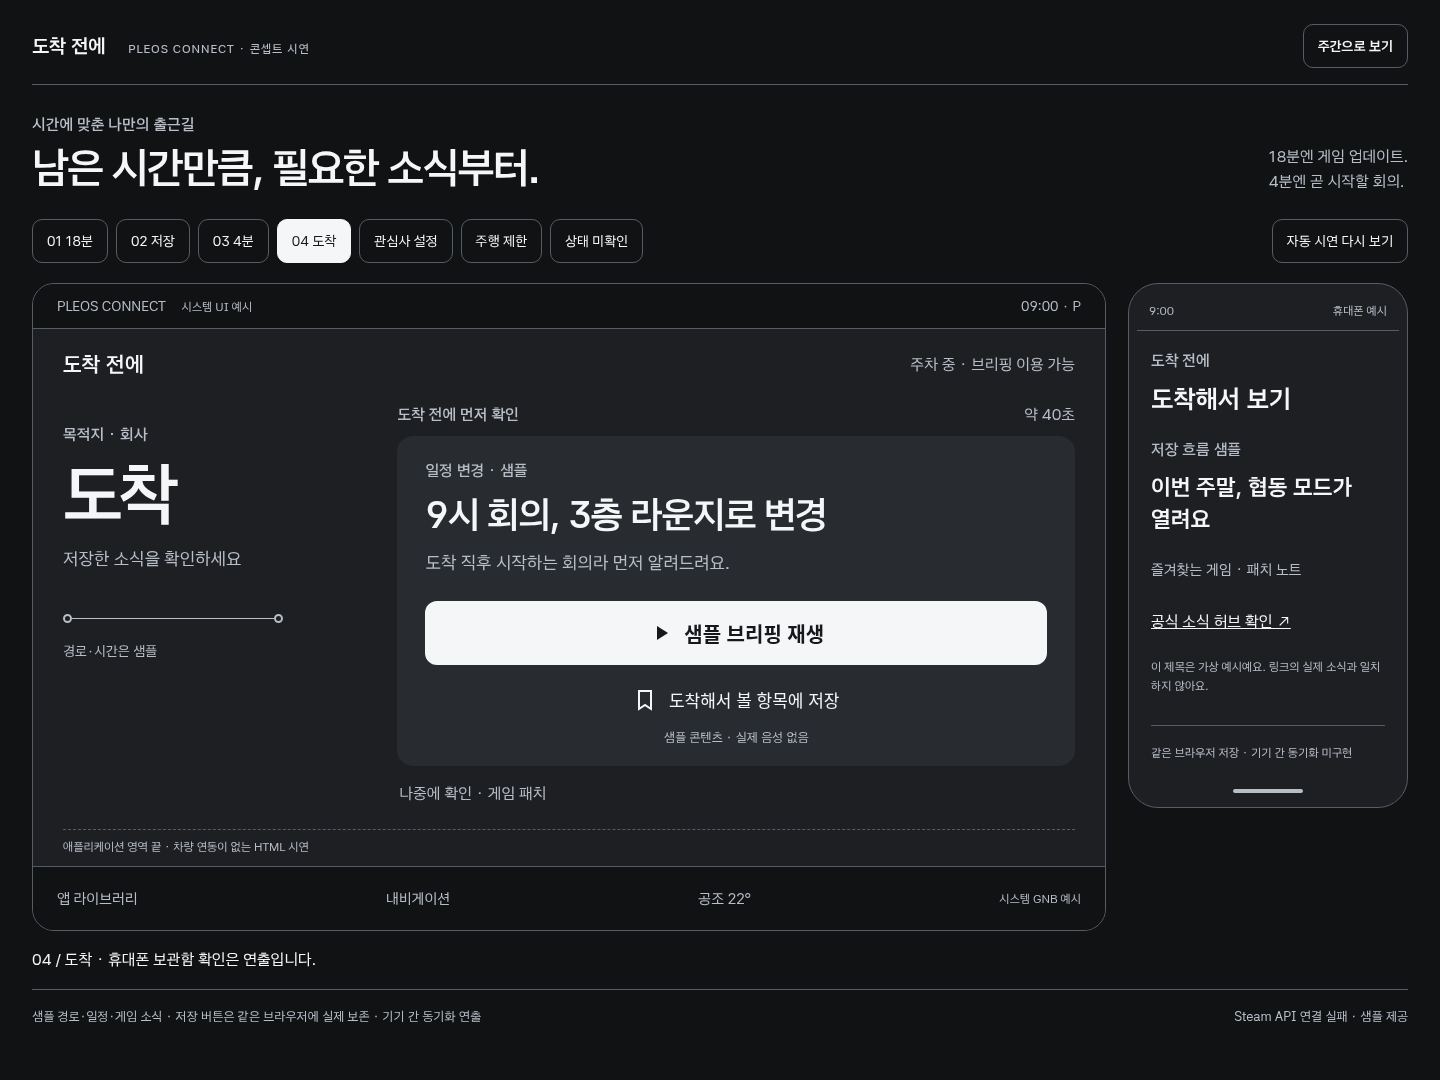 도착 전에
PLEOS CONNECT · 콘셉트 시연
주간으로 보기
시간에 맞춘 나만의 출근길
남은 시간만큼, 필요한 소식부터.
18분엔 게임 업데이트.
4분엔 곧 시작할 회의.
01 18분
02 저장
03 4분
04 도착
관심사 설정
주행 제한
상태 미확인
자동 시연 다시 보기
PLEOS CONNECT 시스템 UI 예시
09:00 · P
도착 전에
주차 중 · 브리핑 이용 가능
목적지 · 회사
도착
저장한 소식을 확인하세요
경로·시간은 샘플
도착 전에 먼저 확인
약 40초
일정 변경 · 샘플
9시 회의, 3층 라운지로 변경
도착 직후 시작하는 회의라 먼저 알려드려요.
샘플 브리핑 재생
도착해서 볼 항목에 저장
샘플 콘텐츠 · 실제 음성 없음
나중에 확인 · 게임 패치
애플리케이션 영역 끝 · 차량 연동이 없는 HTML 시연
앱 라이브러리
내비게이션
공조 22°
시스템 GNB 예시
9:00
휴대폰 예시
도착 전에
도착해서 보기
저장 흐름 샘플
이번 주말, 협동 모드가
열려요
즐겨찾는 게임 · 패치 노트
공식 소식 허브 확인 ↗
이 제목은 가상 예시예요. 링크의 실제 소식과 일치
하지 않아요.
같은 브라우저 저장 · 기기 간 동기화 미구현
04 / 도착 · 휴대폰 보관함 확인은 연출입니다.
샘플 경로·일정·게임 소식 · 저장 버튼은 같은 브라우저에 실제 보존 · 기기 간 동기화 연출
Steam API 연결 실패 · 샘플 제공